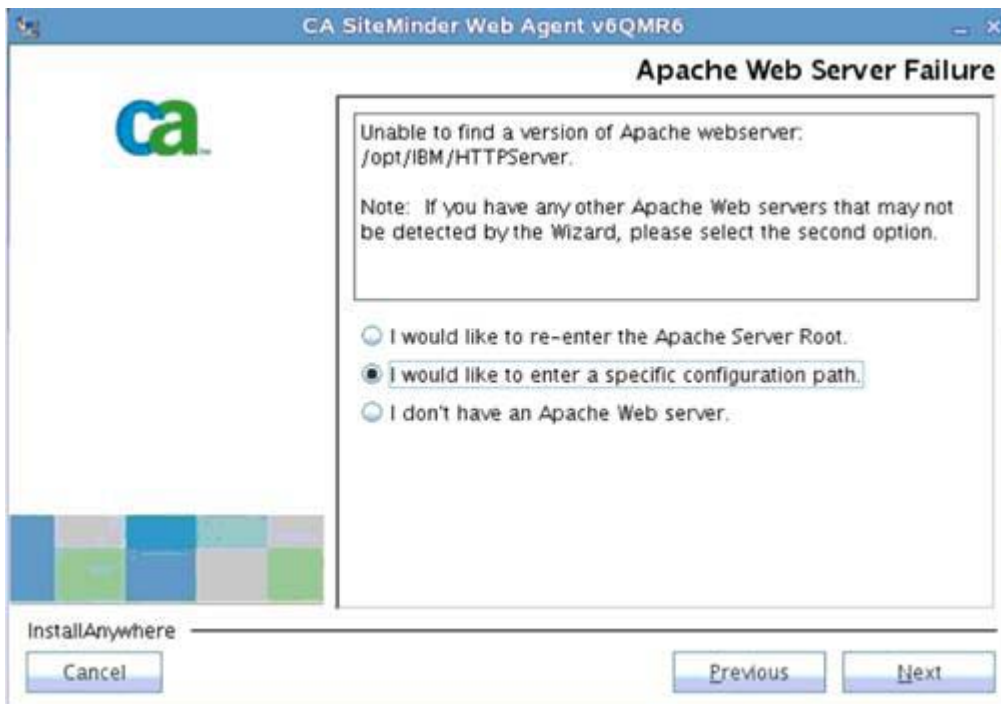 CA SiteMinder Web Agent v6QMR6
Apache Web Server Failure
ca
Unable to find a version of Apache webserver:
/opt/IBM/HTTPServer.
Note: If you have any other Apache Web servers that may not
be detected by the Wizard, please select the second option.
I would like to re-enter the Apache Server Root.
I would like to enter a specific configuration path.
I don't have an Apache Web server.
InstallAnywhere
Cancel
Previous
Next